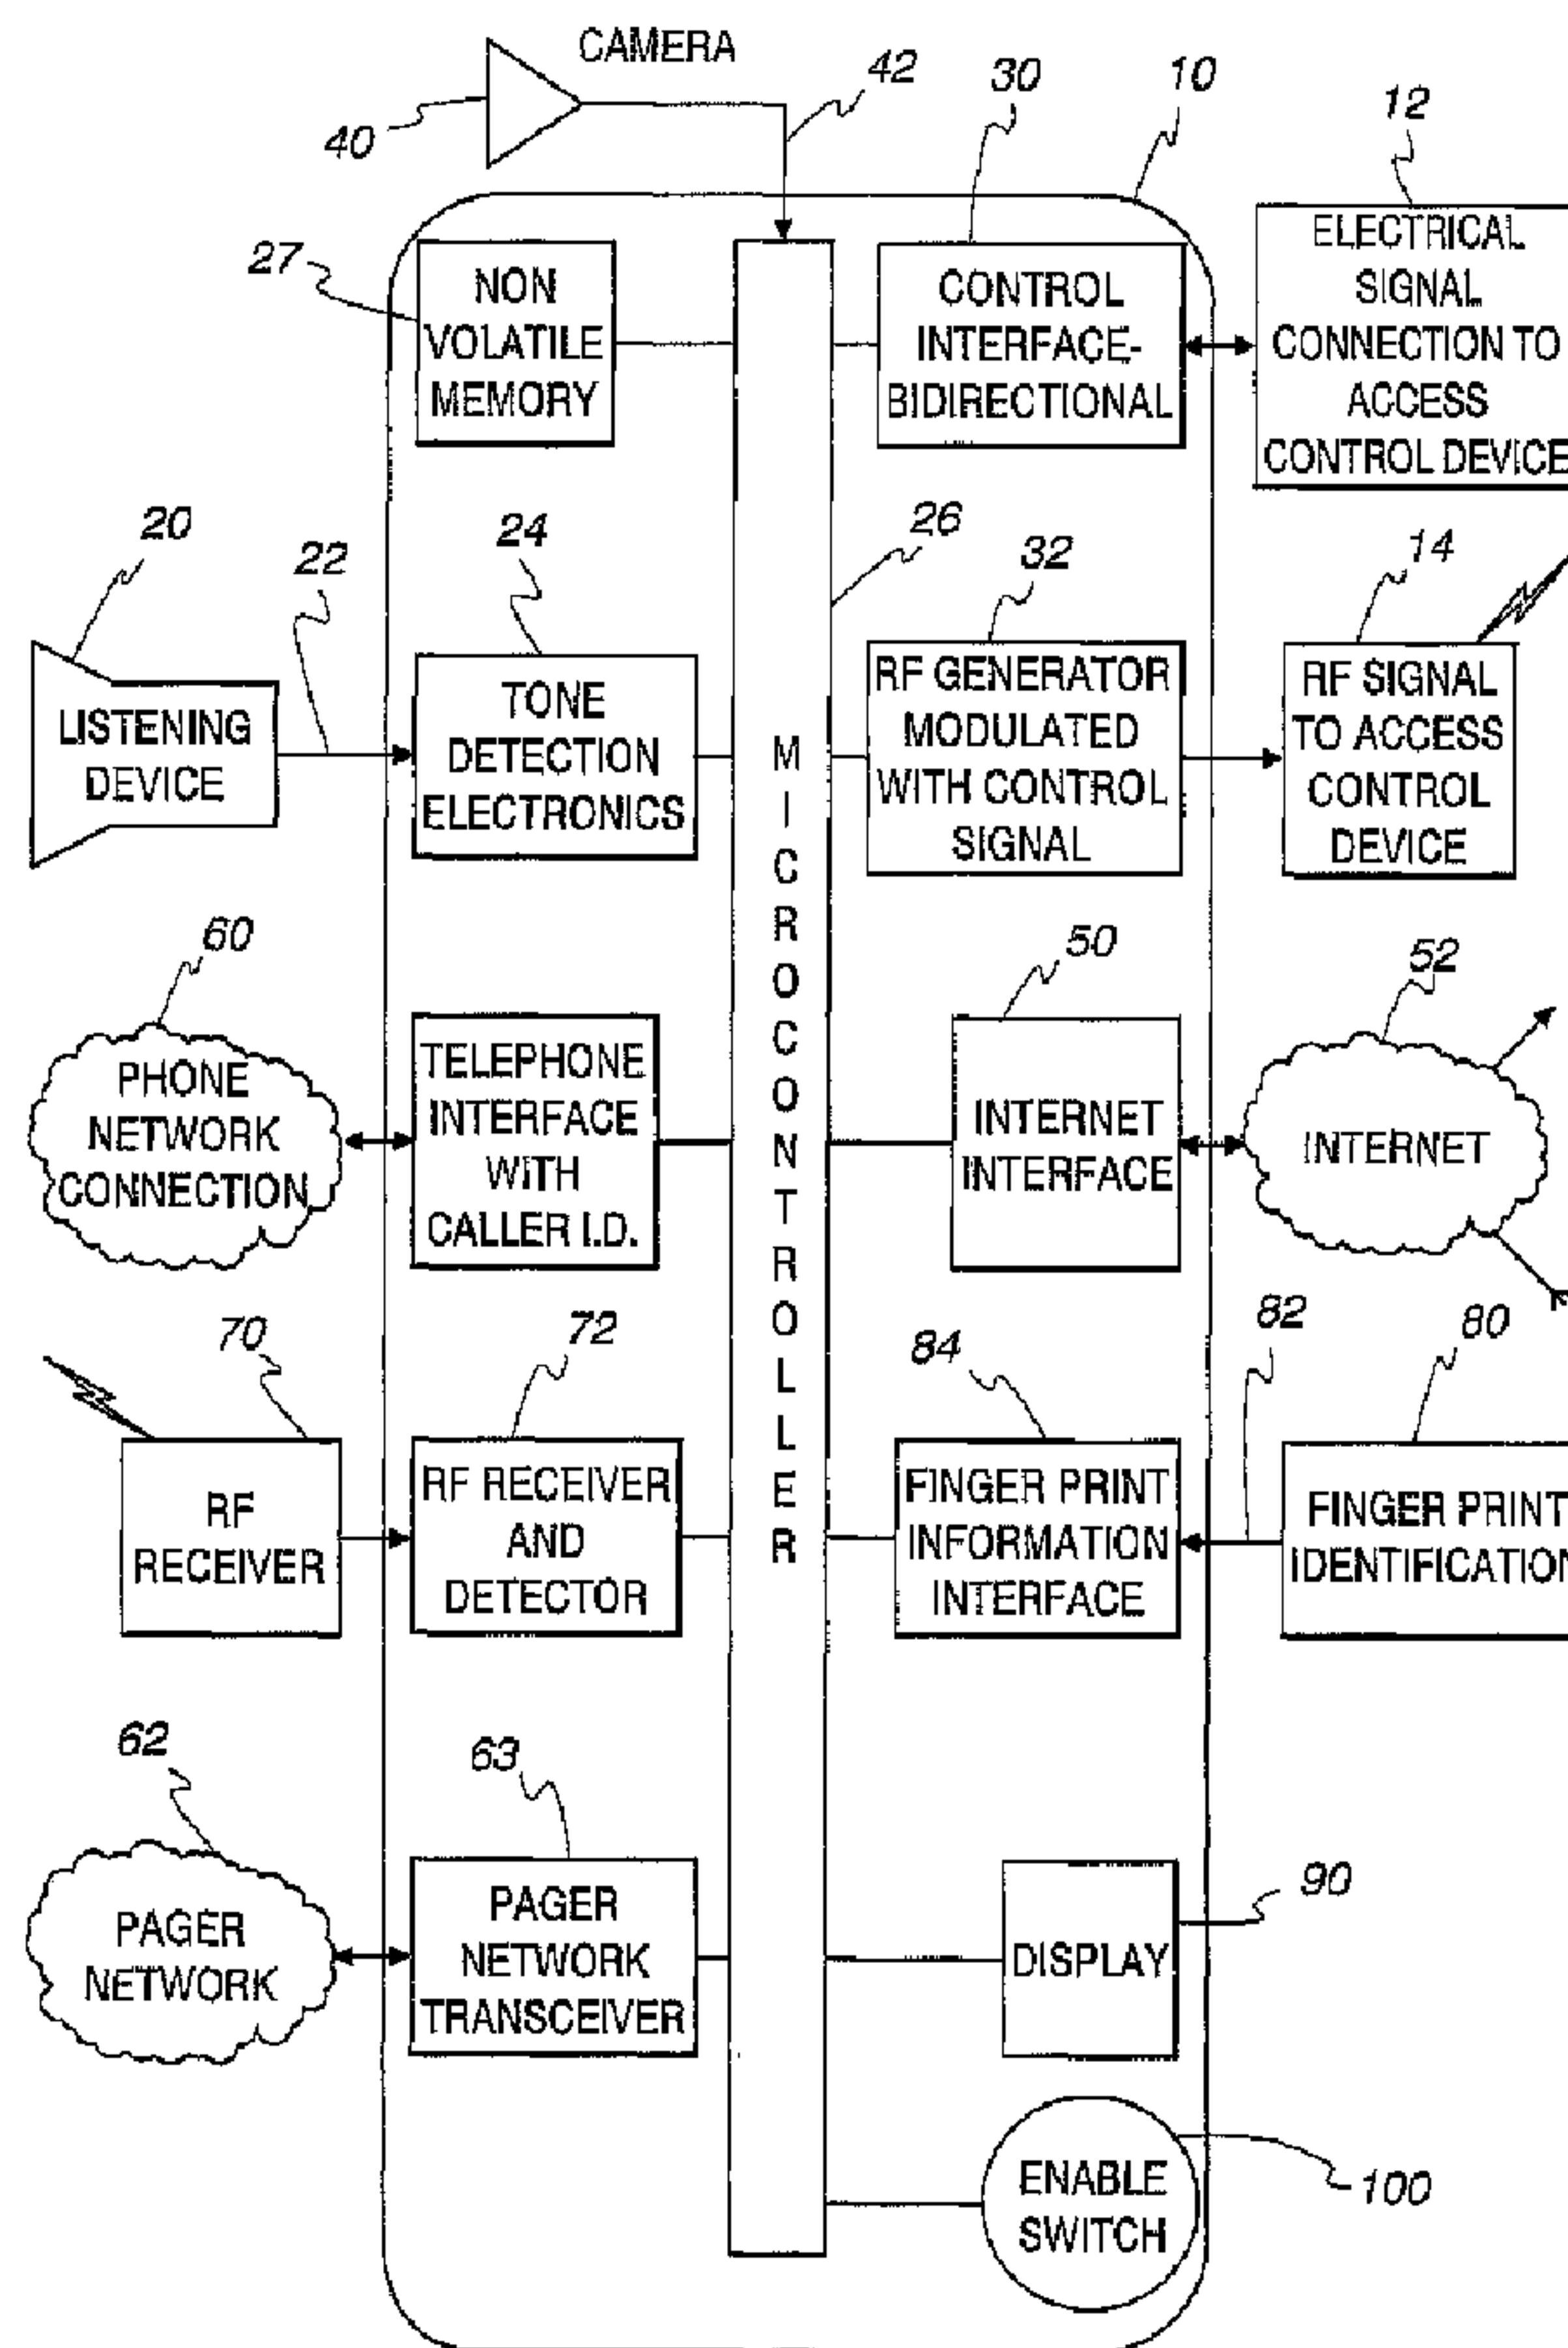 CAMERA
42
30
10
12
40
27
NON
VOLATILE
MEMORY
CONTROL
INTERFACE-
BIDIRECTIONAL
ELECTRICAL
SIGNAL
CONNECTION TO
ACCESS
CONTROL DEVICE
20
22
24
26
32
14
LISTENING
DEVICE
TONE
DETECTION
ELECTRONICS
MICROCONTROLLER
RF GENERATOR
MODULATED
WITH CONTROL
SIGNAL
RF SIGNAL
TO ACCESS
CONTROL
DEVICE
60
50
52
PHONE
NETWORK
CONNECTION
TELEPHONE
INTERFACE
WITH
CALLER I.D.
INTERNET
INTERFACE
INTERNET
70
72
84
82
80
RF
RECEIVER
RF RECEIVER
AND
DETECTOR
FINGER PRINT
INFORMATION
INTERFACE
FINGER PRINT
IDENTIFICATION
62
63
90
PAGER
NETWORK
PAGER
NETWORK
TRANSCEIVER
DISPLAY
ENABLE
SWITCH
100